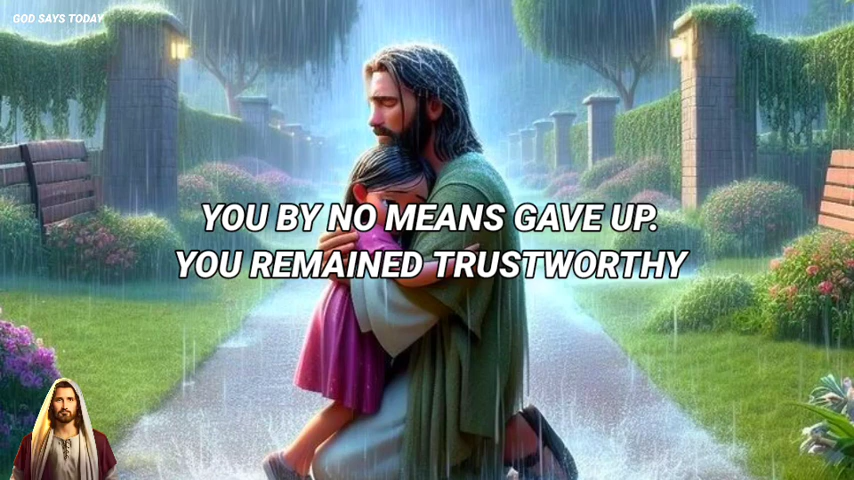 GOD SAYS TODAY
YOU BY NO MEANS GAVE UP.
YOU REMAINED TRUSTWORTHY